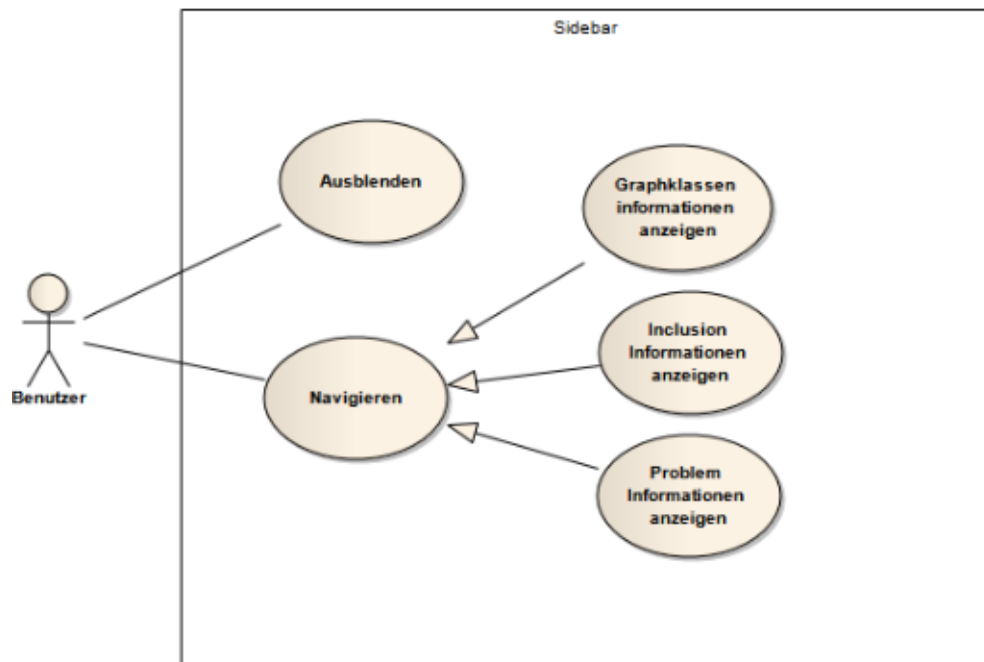 Sidebar
Ausblenden
Graphklassen
informationen
anzeigen
Inclusion
Informationen
anzeigen
Benutzer
Navigieren
Problem
Informationen
anzeigen